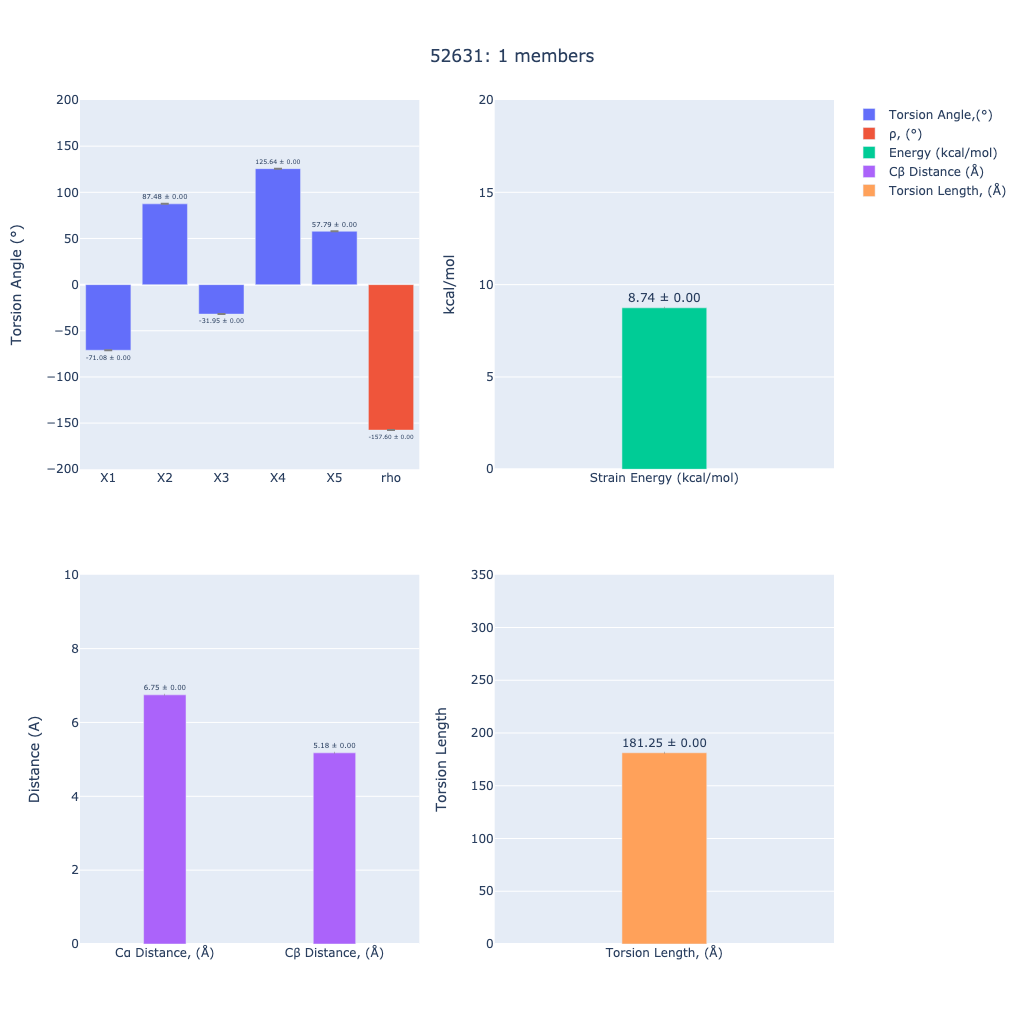 52631: 1 members
200
150
100
50
0
−50
−100
−150
−200
Torsion Angle (°)
-71.08 ± 0.00
87.48 ± 0.00
-31.95 ± 0.00
125.64 ± 0.00
57.79 ± 0.00
-157.60 ± 0.00
X1
X2
X3
X4
X5
rho
20
15
10
5
0
kcal/mol
8.74 ± 0.00
Strain Energy (kcal/mol)
Torsion Angle,(°)
ρ, (°)
Energy (kcal/mol)
Cβ Distance (Å)
Torsion Length, (Å)
10
8
6
4
2
0
Distance (A)
6.75 ± 0.00
5.18 ± 0.00
Cα Distance, (Å)
Cβ Distance, (Å)
350
300
250
200
150
100
50
0
Torsion Length
181.25 ± 0.00
Torsion Length, (Å)